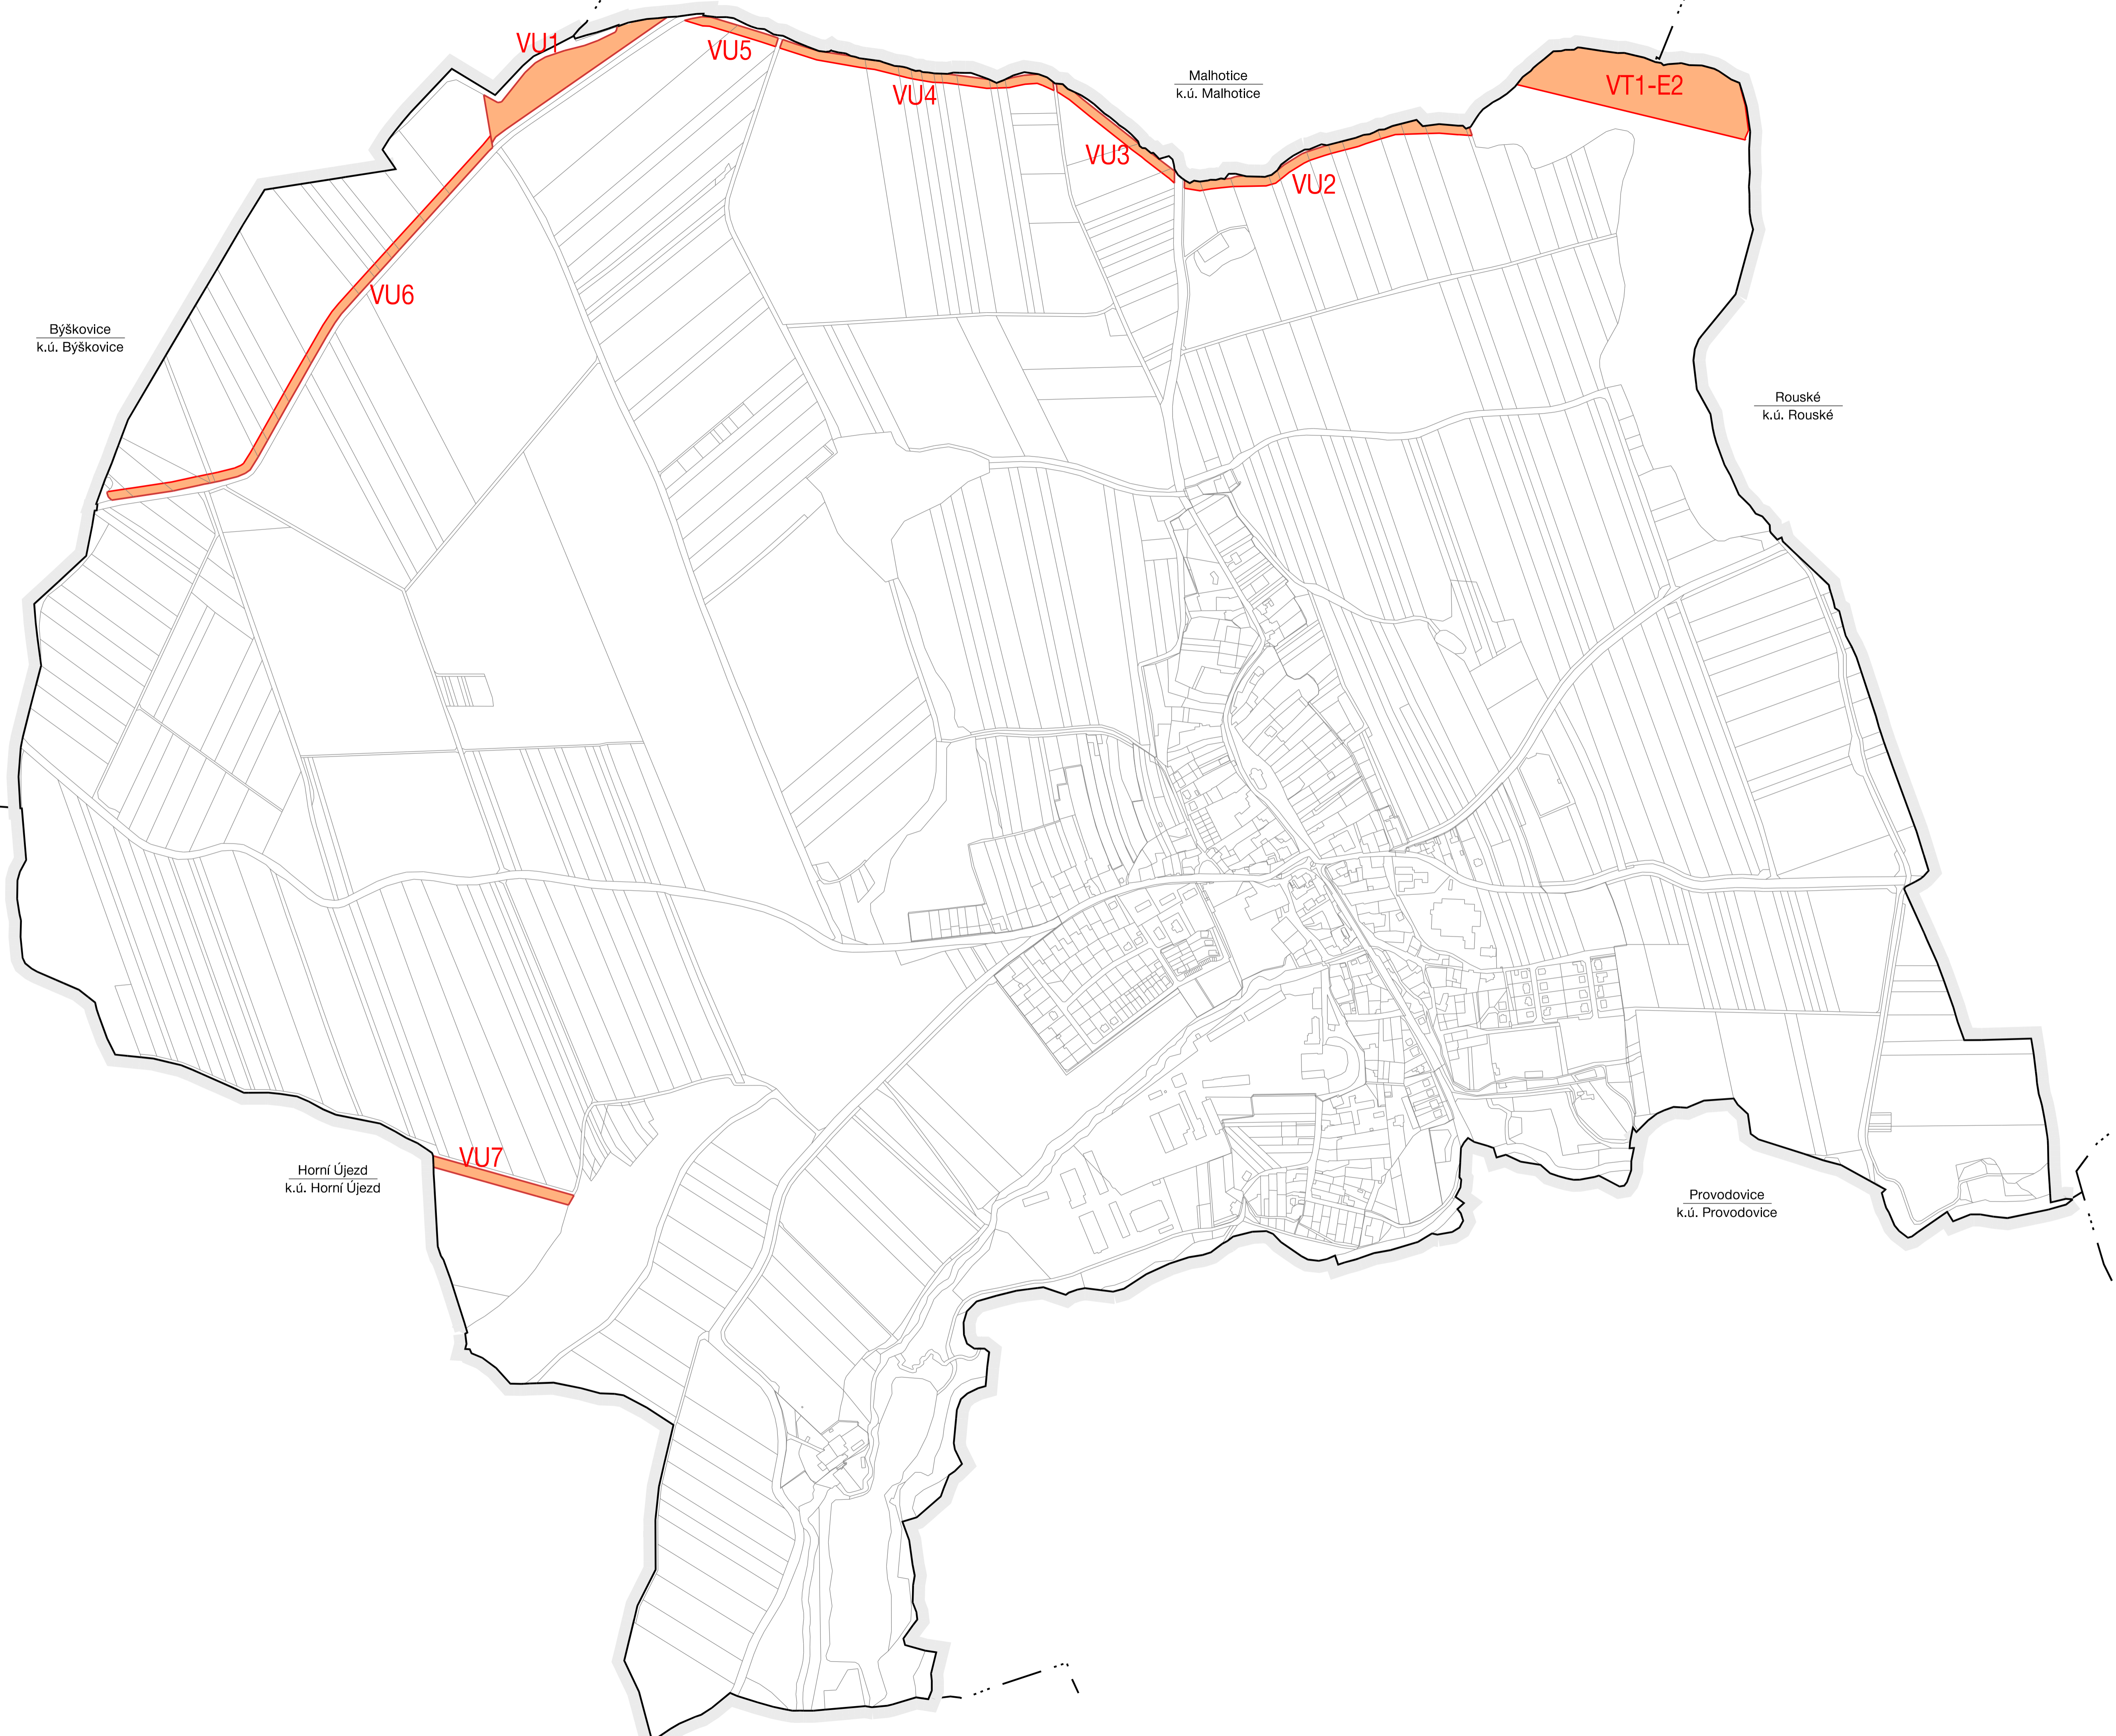 VU1
VU5
VU4
Malhotice
k.ú. Malhotice
VT1-E2
VU3
VU2
VU6
Býškovice
k.ú. Býškovice
Rouské
k.ú. Rouské
VU7
Horní Újezd
k.ú. Horní Újezd
Provodovice
k.ú. Provodovice